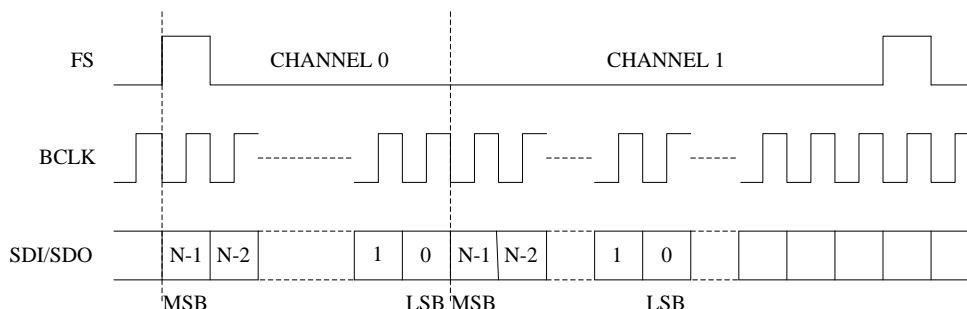 FS CHANNEL 0 CHANNEL 1
BCLK
SDI/SDO N-1 N-2 1 0 N-1 N-2 1 0
MSB LSB MSB LSB